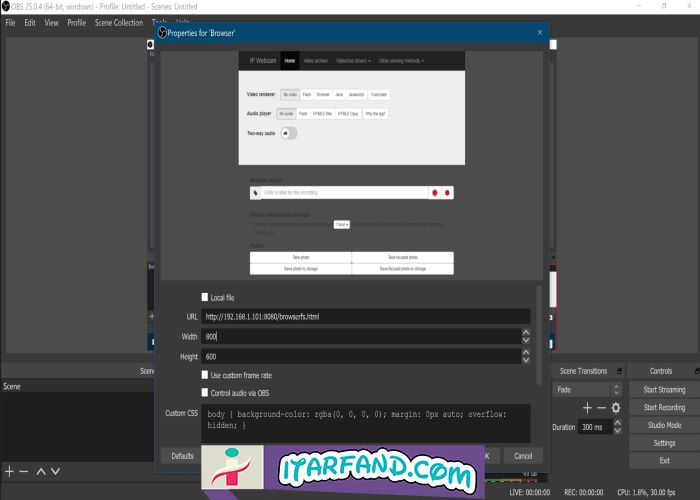 OBS 25.0.4 (64-bit, windows) - Profile: Untitled - Scenes: Untitled
File Edit View Profile Scene Collection Tools Help
Properties for 'Browser'
IP Webcam Home Video archive Videochat drivers Other viewing methods
Video renderer No video Flash Browser Java Javascript Fullscreen
Audio player No audio Flash HTML5 Wav HTML5 Opus Why the lag?
Two-way audio
Enter a label for this recording
1 hour
Take photo Take focused photo
Save photo to storage Save focused photo to storage
Local file
URL http://192.168.1.101:8080/browserfs.html
Width 800
Height 600
Use custom frame rate
Control audio via OBS
Custom CSS body { background-color: rgba(0, 0, 0, 0); margin: 0px auto; overflow:
hidden; }
Defaults Cancel
Scene
Scene Transitions Controls
Fade Start Streaming
Start Recording
Duration 300 ms Studio Mode
Settings
Exit
ITARFAND.COM
LIVE: 00:00:00 REC: 00:00:00 CPU: 1.8%, 30.00 fps